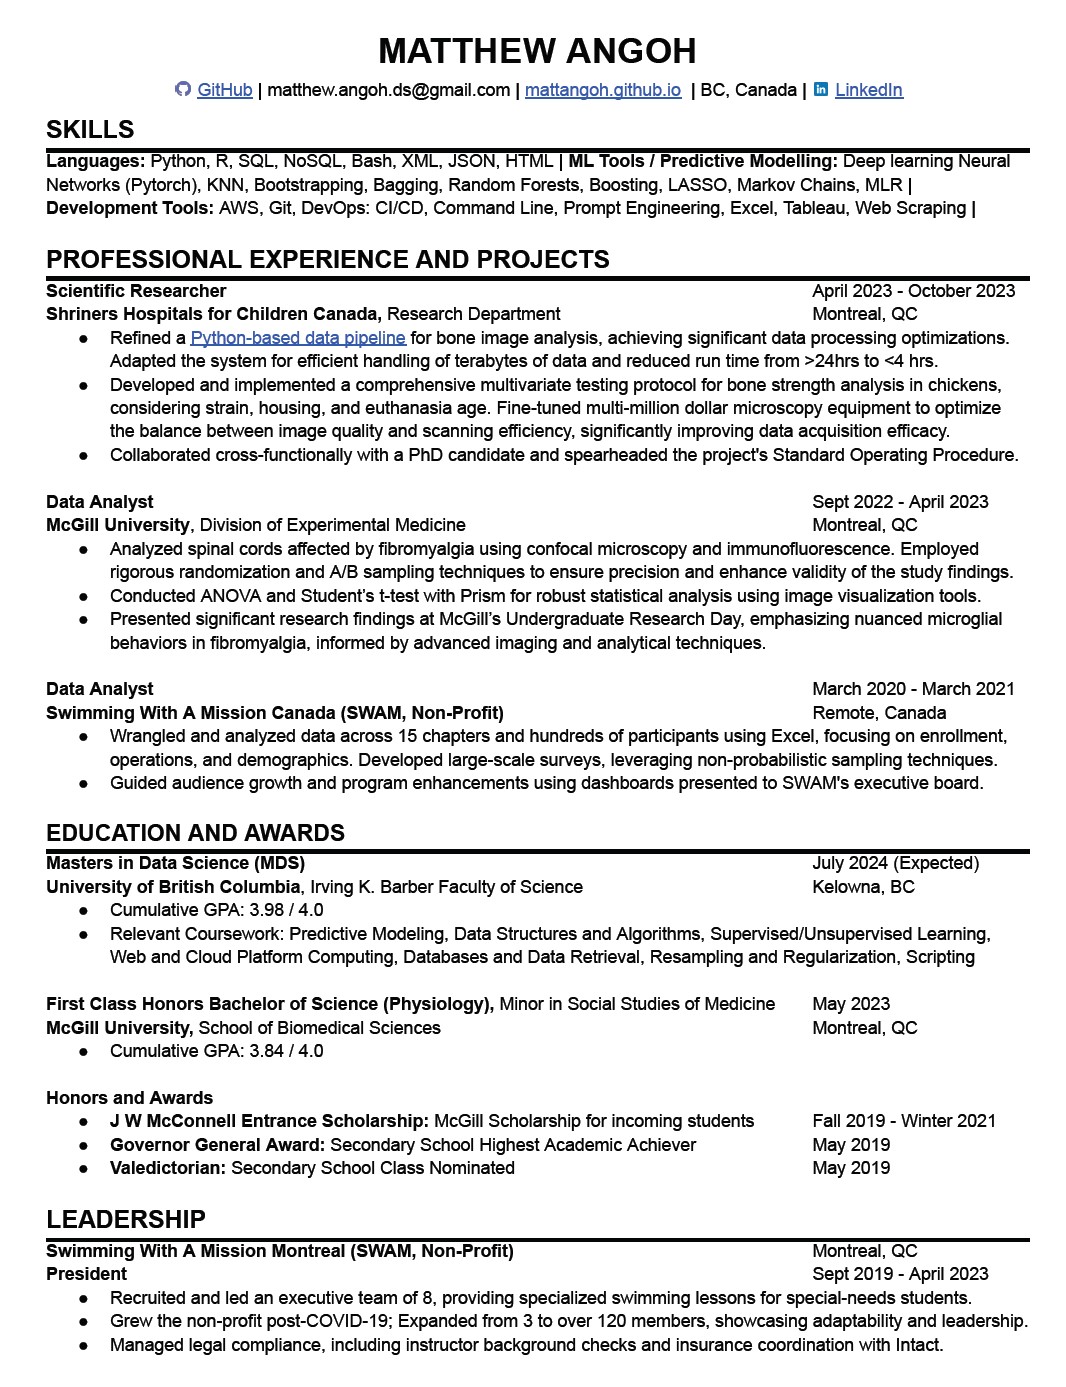 MATTHEW ANGOH
GitHub | matthew.angoh.ds@gmail.com | mattangoh.github.io | BC, Canada | LinkedIn
SKILLS
Languages: Python, R, SQL, NoSQL, Bash, XML, JSON, HTML | ML Tools / Predictive Modelling: Deep learning Neural
Networks (Pytorch), KNN, Bootstrapping, Bagging, Random Forests, Boosting, LASSO, Markov Chains, MLR |
Development Tools: AWS, Git, DevOps: CI/CD, Command Line, Prompt Engineering, Excel, Tableau, Web Scraping |
PROFESSIONAL EXPERIENCE AND PROJECTS
Scientific Researcher April 2023 - October 2023
Shriners Hospitals for Children Canada, Research Department Montreal, QC
● Refined a Python-based data pipeline for bone image analysis, achieving significant data processing optimizations.
Adapted the system for efficient handling of terabytes of data and reduced run time from >24hrs to <4 hrs.
● Developed and implemented a comprehensive multivariate testing protocol for bone strength analysis in chickens,
considering strain, housing, and euthanasia age. Fine-tuned multi-million dollar microscopy equipment to optimize
the balance between image quality and scanning efficiency, significantly improving data acquisition efficacy.
● Collaborated cross-functionally with a PhD candidate and spearheaded the project's Standard Operating Procedure.
Data Analyst Sept 2022 - April 2023
McGill University, Division of Experimental Medicine Montreal, QC
● Analyzed spinal cords affected by fibromyalgia using confocal microscopy and immunofluorescence. Employed
rigorous randomization and A/B sampling techniques to ensure precision and enhance validity of the study findings.
● Conducted ANOVA and Student’s t-test with Prism for robust statistical analysis using image visualization tools.
● Presented significant research findings at McGill’s Undergraduate Research Day, emphasizing nuanced microglial
behaviors in fibromyalgia, informed by advanced imaging and analytical techniques.
Data Analyst March 2020 - March 2021
Swimming With A Mission Canada (SWAM, Non-Profit) Remote, Canada
● Wrangled and analyzed data across 15 chapters and hundreds of participants using Excel, focusing on enrollment,
operations, and demographics. Developed large-scale surveys, leveraging non-probabilistic sampling techniques.
● Guided audience growth and program enhancements using dashboards presented to SWAM's executive board.
EDUCATION AND AWARDS
Masters in Data Science (MDS) July 2024 (Expected)
University of British Columbia, Irving K. Barber Faculty of Science Kelowna, BC
● Cumulative GPA: 3.98 / 4.0
● Relevant Coursework: Predictive Modeling, Data Structures and Algorithms, Supervised/Unsupervised Learning,
Web and Cloud Platform Computing, Databases and Data Retrieval, Resampling and Regularization, Scripting
First Class Honors Bachelor of Science (Physiology), Minor in Social Studies of Medicine May 2023
McGill University, School of Biomedical Sciences Montreal, QC
● Cumulative GPA: 3.84 / 4.0
Honors and Awards
● J W McConnell Entrance Scholarship: McGill Scholarship for incoming students Fall 2019 - Winter 2021
● Governor General Award: Secondary School Highest Academic Achiever May 2019
● Valedictorian: Secondary School Class Nominated May 2019
LEADERSHIP
Swimming With A Mission Montreal (SWAM, Non-Profit) Montreal, QC
President Sept 2019 - April 2023
● Recruited and led an executive team of 8, providing specialized swimming lessons for special-needs students.
● Grew the non-profit post-COVID-19; Expanded from 3 to over 120 members, showcasing adaptability and leadership.
● Managed legal compliance, including instructor background checks and insurance coordination with Intact.